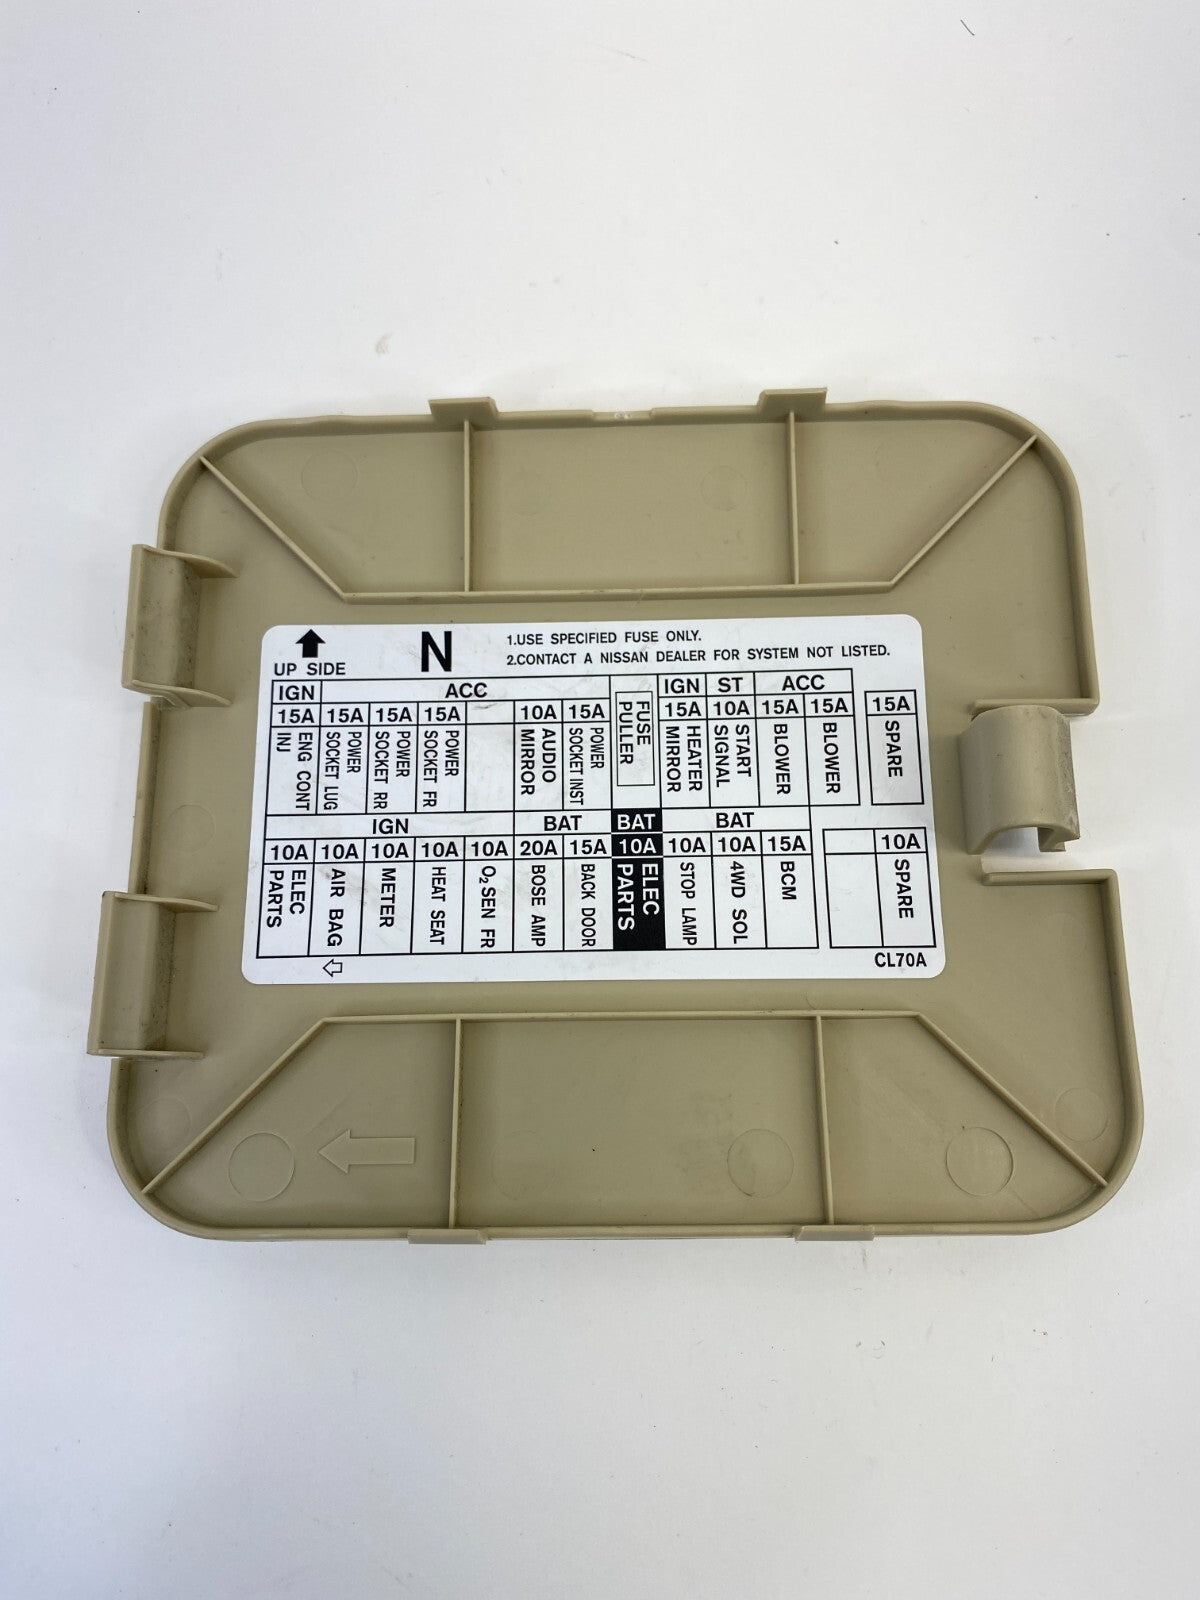 UP SIDE
N
1.USE SPECIFIED FUSE ONLY.
2.CONTACT A NISSAN DEALER FOR SYSTEM NOT LISTED.
IGN ACC IGN ST ACC
15A 15A 15A 15A 10A 15A 15A 10A 15A 15A 15A
ENG CONT
INJ
POWER
SOCKET LUG
POWER
SOCKET RR
POWER
SOCKET FR
AUDIO
MIRROR
POWER
SOCKET INST
FUSE
PULLER
HEATER
MIRROR
START
SIGNAL
BLOWER
BLOWER
SPARE
IGN BAT BAT BAT
10A 10A 10A 10A 10A 20A 15A 10A 10A 10A 15A 10A
ELEC
PARTS
AIR BAG
METER
HEAT SEAT
O₂ SEN FR
BOSE AMP
BACK DOOR
ELEC
PARTS
STOP LAMP
4WD SOL
BCM
SPARE
CL70A